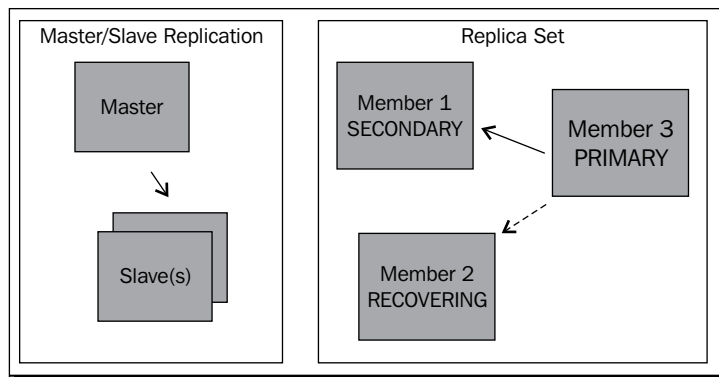 Master/Slave Replication
Master
Slave(s)
Replica Set
Member 1
SECONDARY
Member 3
PRIMARY
Member 2
RECOVERING